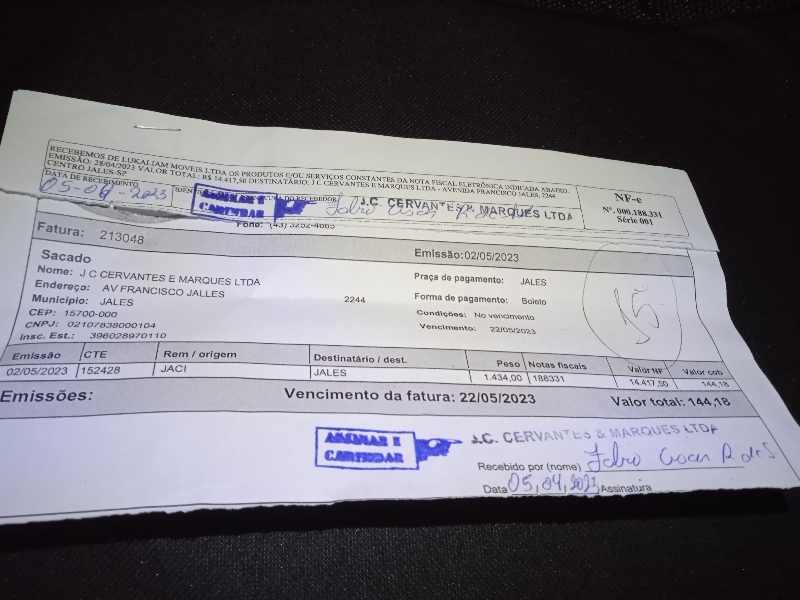 RECEBEMOS DE LUKALIAM MOVEIS LTDA OS PRODUTOS E/OU SERVIÇOS CONSTANTES DA NOTA FISCAL ELETRÔNICA INDICADA ABAIXO.
EMISSÃO: 28/04/2023 VALOR TOTAL: R$ 14.417,50 DESTINATÁRIO: J C CERVANTES E MARQUES LTDA - AVENIDA FRANCISCO JALES, 2244
CENTRO JALES-SP
NF-e
Nº. 000.188.331
Série 001
DATA DE RECEBIMENTO
05-04-2023
ASSINAR E
CARIMBAR
J.C. CERVANTES & MARQUES LTDA
Fone: (43) 3252-4665
Fatura: 213048 Emissão: 02/05/2023
Sacado
Nome: J C CERVANTES E MARQUES LTDA
Endereço: AV FRANCISCO JALLES 2244
Município: JALES
CEP: 15700-000
CNPJ: 02107838000104
Insc. Est.: 396028970110
Praça de pagamento: JALES
Forma de pagamento: Boleto
Condições: No vencimento
Vencimento: 22/05/2023
15
Emissão CTE Rem / origem Destinatário / dest. Peso Notas fiscais Valor NF Valor cob
02/05/2023 152428 JACI JALES 1.434,00 188331 14.417,50 144,18
Emissões: Vencimento da fatura: 22/05/2023 Valor total: 144,18
ASSINAR E
CARIMBAR
J.C. CERVANTES & MARQUES LTDA
Recebido por (nome)
Data 05,04,2023 Assinatura